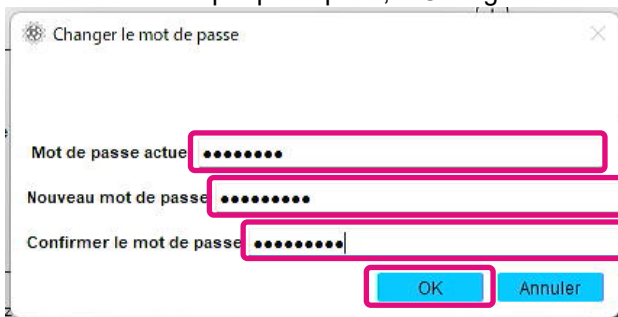 Changer le mot de passe
Mot de passe actue ●●●●●●●●
Nouveau mot de passe ●●●●●●●●●
Confirmer le mot de passe ●●●●●●●●●
OK Annuler